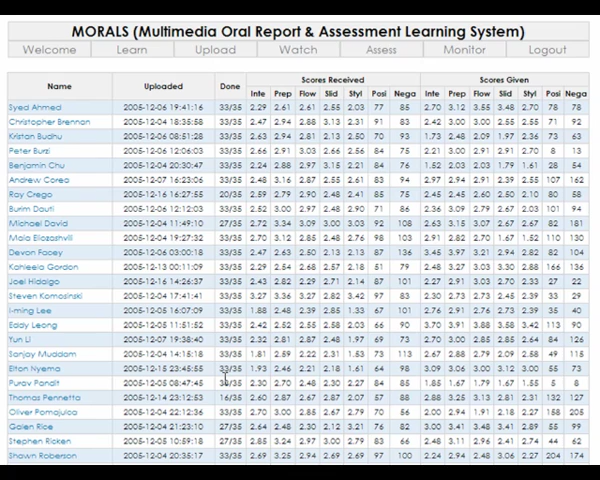 MORALS (Multimedia Oral Report & Assessment Learning System)
Welcome Learn Upload Watch Assess Monitor Logout
Scores Received Scores Given
Name Uploaded Done Inte Prep Flow Slid Styl Posi Nega Inte Prep Flow Slid Styl Posi Nega
Syed Ahmed 2005-12-06 19:41:16 33/35 2.29 2.61 2.61 2.55 2.03 77 85 2.70 3.12 3.55 3.48 2.70 78 78
Christopher Brennan 2005-12-04 18:35:58 33/35 2.47 2.94 2.88 3.13 2.31 91 83 2.42 3.00 3.00 2.55 2.55 71 92
Kristan Budhu 2005-12-06 08:51:28 33/35 2.63 2.94 2.81 2.13 2.50 70 93 1.73 2.48 2.09 1.97 2.36 73 63
Peter Burzi 2005-12-06 12:06:03 33/35 2.66 2.91 3.03 2.66 2.56 84 75 2.21 3.00 2.91 2.91 2.70 8 13
Benjamin Chu 2005-12-04 20:30:47 33/35 2.24 2.88 2.97 3.15 2.21 84 76 1.52 2.03 2.03 1.79 1.61 28 54
Andrew Corea 2005-12-07 16:23:06 33/35 2.48 3.16 2.87 2.55 2.61 83 94 2.97 2.94 2.91 2.39 2.55 107 162
Ray Crego 2005-12-16 16:27:55 20/35 2.59 2.79 2.90 2.48 2.41 85 75 2.45 2.45 2.60 2.50 2.10 80 58
Burim Dauti 2005-12-06 12:12:03 33/35 2.52 3.00 2.97 2.48 2.90 71 86 2.36 3.09 2.79 2.67 2.03 101 94
Michael David 2005-12-04 11:49:10 27/35 2.72 3.34 3.09 3.00 3.03 92 108 2.63 3.15 3.07 2.67 2.67 82 181
Maia Eliozashvili 2005-12-04 19:27:32 33/35 2.70 3.12 2.85 2.48 2.76 98 103 2.91 2.82 2.70 1.67 1.52 110 130
Devon Facey 2005-12-06 03:00:18 33/35 2.47 2.63 2.50 2.13 2.13 87 136 3.45 3.97 3.21 2.94 2.82 82 104
Kahleela Gordon 2005-12-13 00:11:09 33/35 2.29 2.54 2.68 2.57 2.18 51 79 2.48 3.27 3.03 3.30 2.88 166 136
Joel Hidalgo 2005-12-16 14:26:37 33/35 2.43 2.82 2.29 2.71 2.14 87 101 2.27 2.91 3.03 2.70 2.33 27 22
Steven Komosinski 2005-12-04 17:41:41 33/35 3.27 3.36 3.27 2.82 3.42 97 83 2.30 2.73 2.73 2.45 2.39 33 29
I-ming Lee 2005-12-05 16:07:09 33/35 1.88 2.48 2.39 2.85 1.33 67 101 2.76 2.91 2.76 2.73 2.39 35 40
Eddy Leong 2005-12-05 11:51:52 33/35 2.42 2.52 2.55 2.58 2.03 66 90 3.70 3.91 3.88 3.58 3.42 113 90
Yun Li 2005-12-07 19:38:40 33/35 2.32 2.81 2.87 2.48 1.97 69 73 2.70 3.00 2.85 2.85 2.64 84 126
Sanjay Muddam 2005-12-04 14:15:18 33/35 1.81 2.59 2.22 2.31 1.53 73 113 2.67 2.88 2.79 2.09 2.58 49 115
Elton Nyema 2005-12-15 23:45:55 33/35 1.93 2.46 2.21 2.18 1.61 64 98 3.09 3.06 3.00 3.12 3.00 55 73
Purav Pandit 2005-12-05 08:47:45 33/35 2.30 2.70 2.48 2.30 2.27 84 85 1.85 1.67 1.79 1.67 1.55 5 8
Thomas Pennetta 2005-12-14 23:12:53 16/35 2.60 2.87 2.67 2.87 2.07 57 88 2.88 3.25 3.13 2.81 2.31 132 127
Oliver Pomajulca 2005-12-04 22:12:36 33/35 2.70 3.00 2.85 2.67 2.79 70 56 2.00 2.94 1.91 2.18 2.27 158 205
Galen Rice 2005-12-04 21:23:10 27/35 2.64 2.48 2.30 2.12 3.21 76 82 3.00 3.41 3.48 3.41 2.89 55 99
Stephen Ricken 2005-12-05 10:59:18 27/35 2.85 3.24 2.97 3.00 2.79 83 66 2.48 3.11 2.96 2.41 2.74 44 62
Shawn Roberson 2005-12-04 20:35:17 33/35 2.69 3.25 2.94 2.69 2.69 97 100 2.24 2.94 2.48 3.06 2.27 204 174